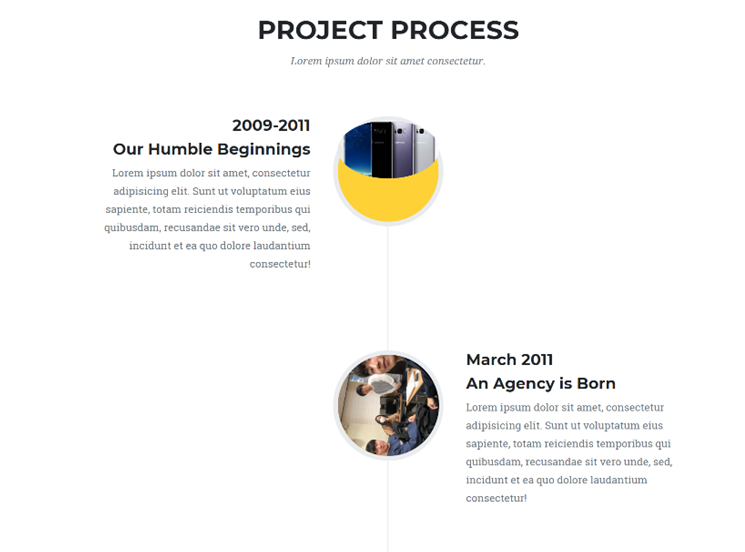 PROJECT PROCESS
Lorem ipsum dolor sit amet consectetur.
2009-2011
Our Humble Beginnings
Lorem ipsum dolor sit amet, consectetur
adipisicing elit. Sunt ut voluptatum eius
sapiente, totam reiciendis temporibus qui
quibusdam, recusandae sit vero unde, sed,
incidunt et ea quo dolore laudantium
consectetur!
March 2011
An Agency is Born
Lorem ipsum dolor sit amet, consectetur
adipisicing elit. Sunt ut voluptatum eius
sapiente, totam reiciendis temporibus qui
quibusdam, recusandae sit vero unde, sed,
incidunt et ea quo dolore laudantium
consectetur!